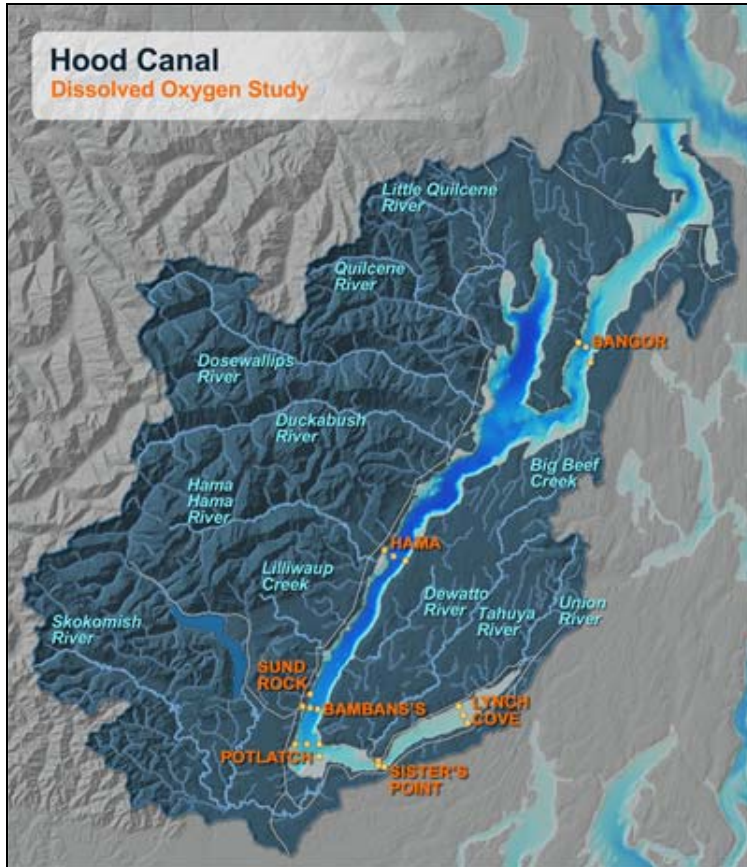 Hood Canal
Dissolved Oxygen Study
Little Quilcene
River
Quilcene
River
BANGOR
Dosewallips
River
Duckabush
River
Big Beef
Creek
Hama
Hama
River
HAMA
Lilliwaup
Creek
Dewatto
River
Tahuya
River
Union
River
Skokomish
River
SUND
ROCK
BAMBANS'S
LYNCH
COVE
POTLATCH
SISTER'S
POINT